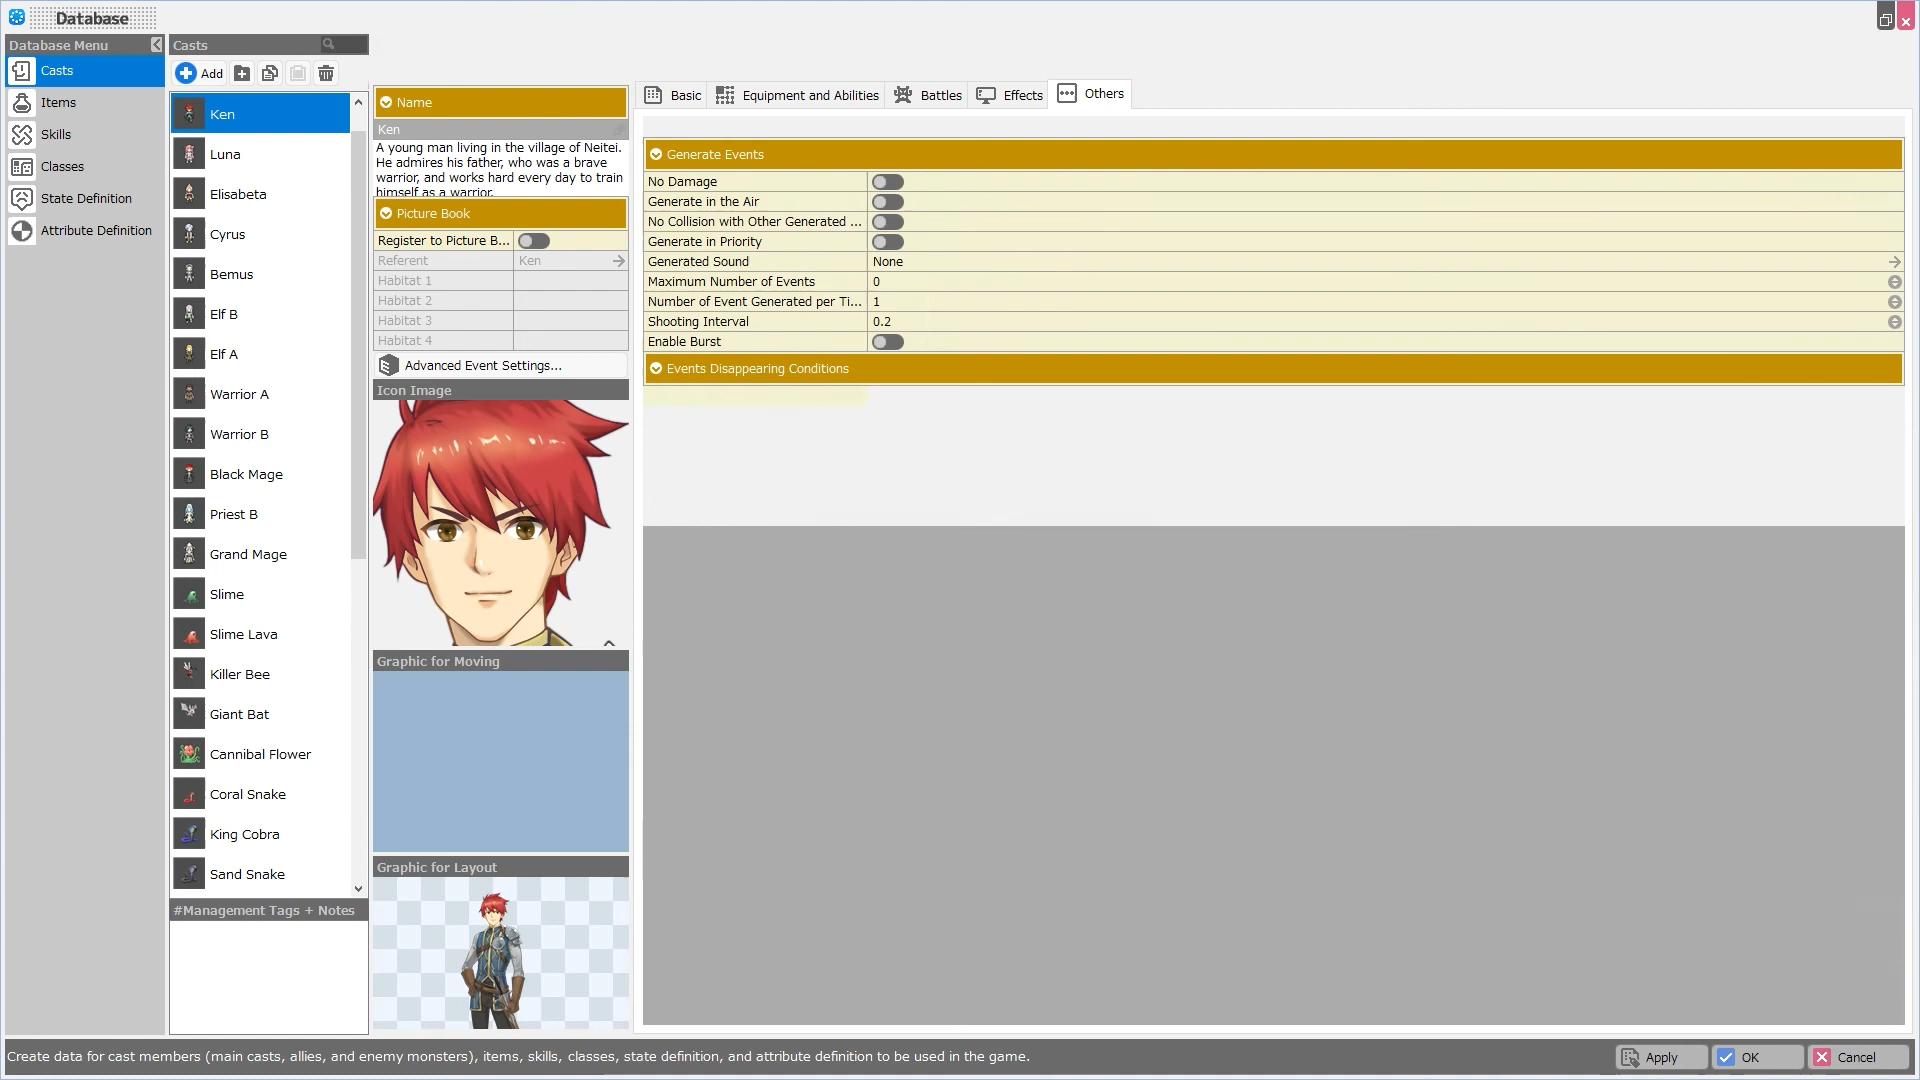 Database
Database Menu
Casts
Items
Skills
Classes
State Definition
Attribute Definition
Casts
Add
Ken
Luna
Elisabeta
Cyrus
Bemus
Elf B
Elf A
Warrior A
Warrior B
Black Mage
Priest B
Grand Mage
Slime
Slime Lava
Killer Bee
Giant Bat
Cannibal Flower
Coral Snake
King Cobra
Sand Snake
#Management Tags + Notes
Name
Ken
A young man living in the village of Neitei.
He admires his father, who was a brave
warrior, and works hard every day to train
himself as a warrior.
Picture Book
Register to Picture B...
Referent Ken
Habitat 1
Habitat 2
Habitat 3
Habitat 4
Advanced Event Settings...
Icon Image
Graphic for Moving
Graphic for Layout
Basic Equipment and Abilities Battles Effects Others
Generate Events
No Damage
Generate in the Air
No Collision with Other Generated ...
Generate in Priority
Generated Sound None
Maximum Number of Events 0
Number of Event Generated per Ti... 1
Shooting Interval 0.2
Enable Burst
Events Disappearing Conditions
Create data for cast members (main casts, allies, and enemy monsters), items, skills, classes, state definition, and attribute definition to be used in the game.
Apply OK Cancel